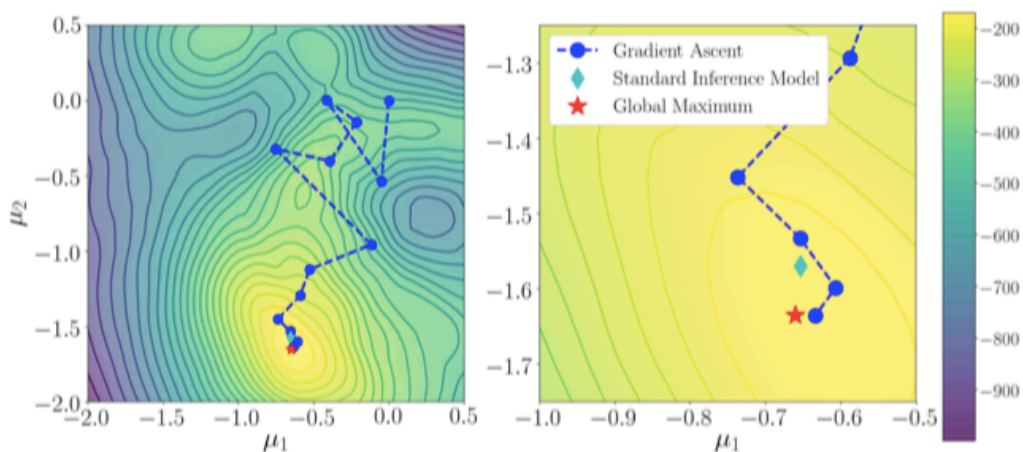 0.5
0.0
−0.5
−1.0
−1.5
−2.0
μ2
−2.0 −1.5 −1.0 −0.5 0.0 0.5
μ1
Gradient Ascent
Standard Inference Model
Global Maximum
−1.3
−1.4
−1.5
−1.6
−1.7
−1.0 −0.9 −0.8 −0.7 −0.6 −0.5
μ1
−200
−300
−400
−500
−600
−700
−800
−900